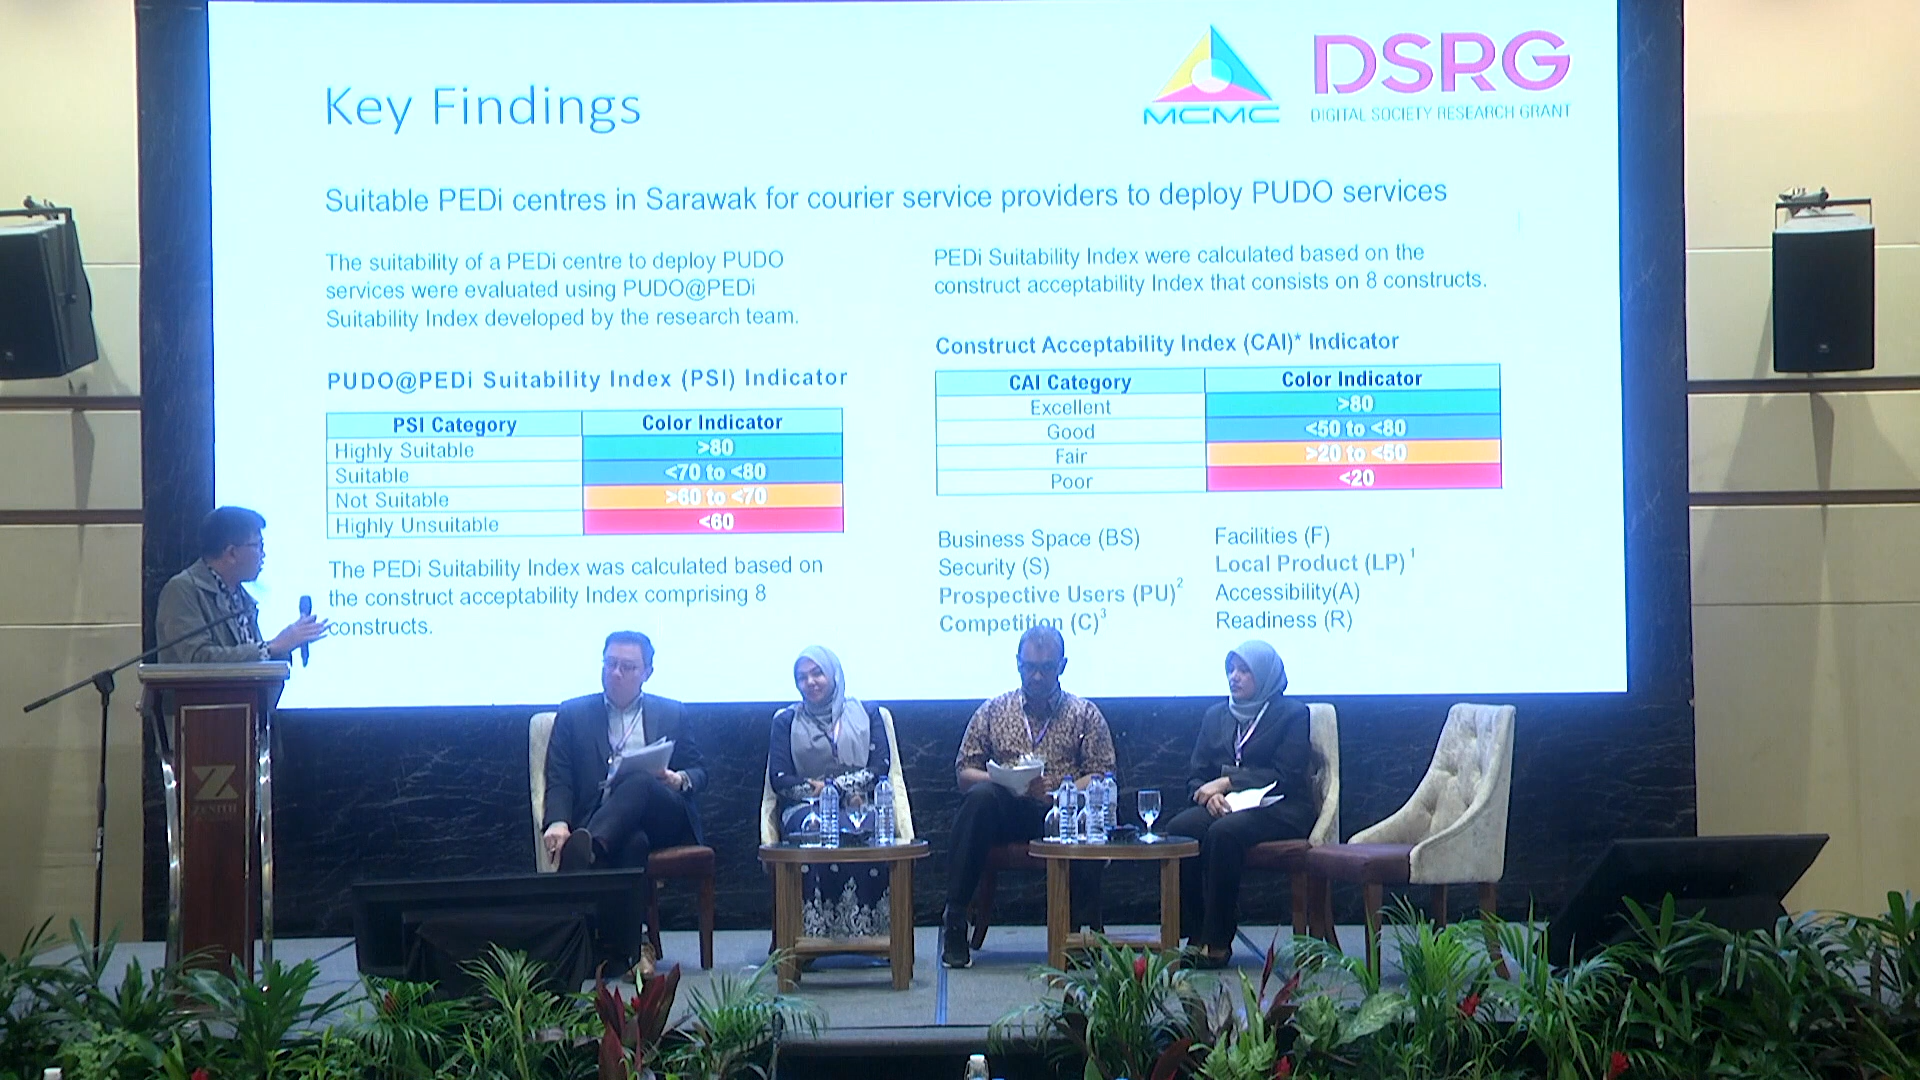 MCMC
DSRG
DIGITAL SOCIETY RESEARCH GRANT
Key Findings
Suitable PEDi centres in Sarawak for courier service providers to deploy PUDO services
The suitability of a PEDi centre to deploy PUDO
services were evaluated using PUDO@PEDi
Suitability Index developed by the research team.
PUDO@PEDi Suitability Index (PSI) Indicator
PSI Category Color Indicator
Highly Suitable >80
Suitable <70 to <80
Not Suitable >60 to <70
Highly Unsuitable <60
The PEDi Suitability Index was calculated based on
the construct acceptability Index comprising 8
constructs.
PEDi Suitability Index were calculated based on the
construct acceptability Index that consists on 8 constructs.
Construct Acceptability Index (CAI)* Indicator
CAI Category Color Indicator
Excellent >80
Good <50 to <80
Fair >20 to <50
Poor <20
Business Space (BS)
Security (S)
Prospective Users (PU)²
Competition (C)³
Facilities (F)
Local Product (LP)¹
Accessibility(A)
Readiness (R)
Z
ZENITH